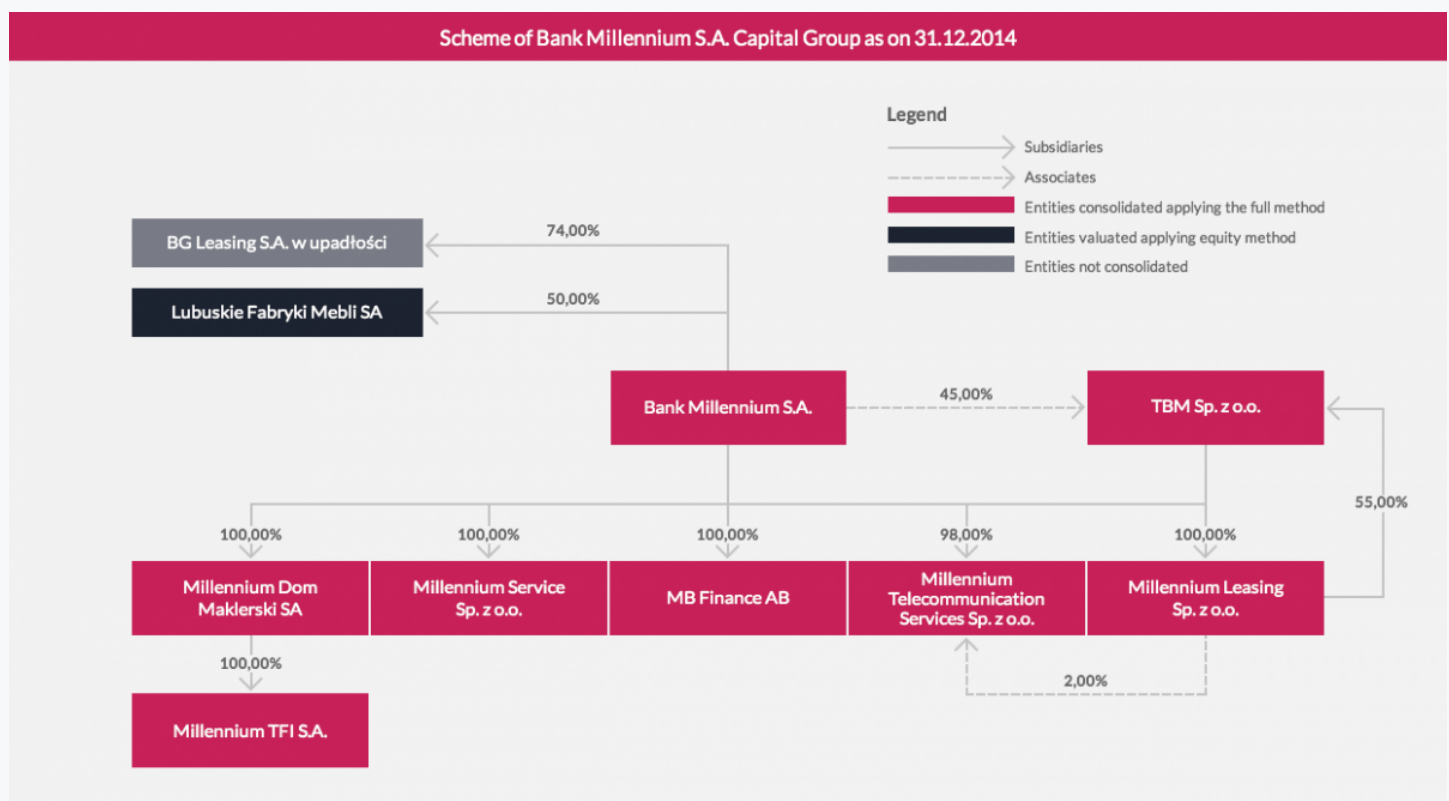 Scheme of Bank Millennium S.A. Capital Group as on 31.12.2014
Legend
Subsidiaries
Associates
Entities consolidated applying the full method
Entities valuated applying equity method
Entities not consolidated
BG Leasing S.A. w upadłości
74,00%
Lubuskie Fabryki Mebli SA
50,00%
Bank Millennium S.A.
45,00%
TBM Sp. z o.o.
55,00%
100,00%
100,00%
100,00%
98,00%
100,00%
Millennium Dom
Maklerski SA
Millennium Service
Sp. z o.o.
MB Finance AB
Millennium
Telecommunication
Services Sp. z o.o.
Millennium Leasing
Sp. z o.o.
100,00%
2,00%
Millennium TFI S.A.